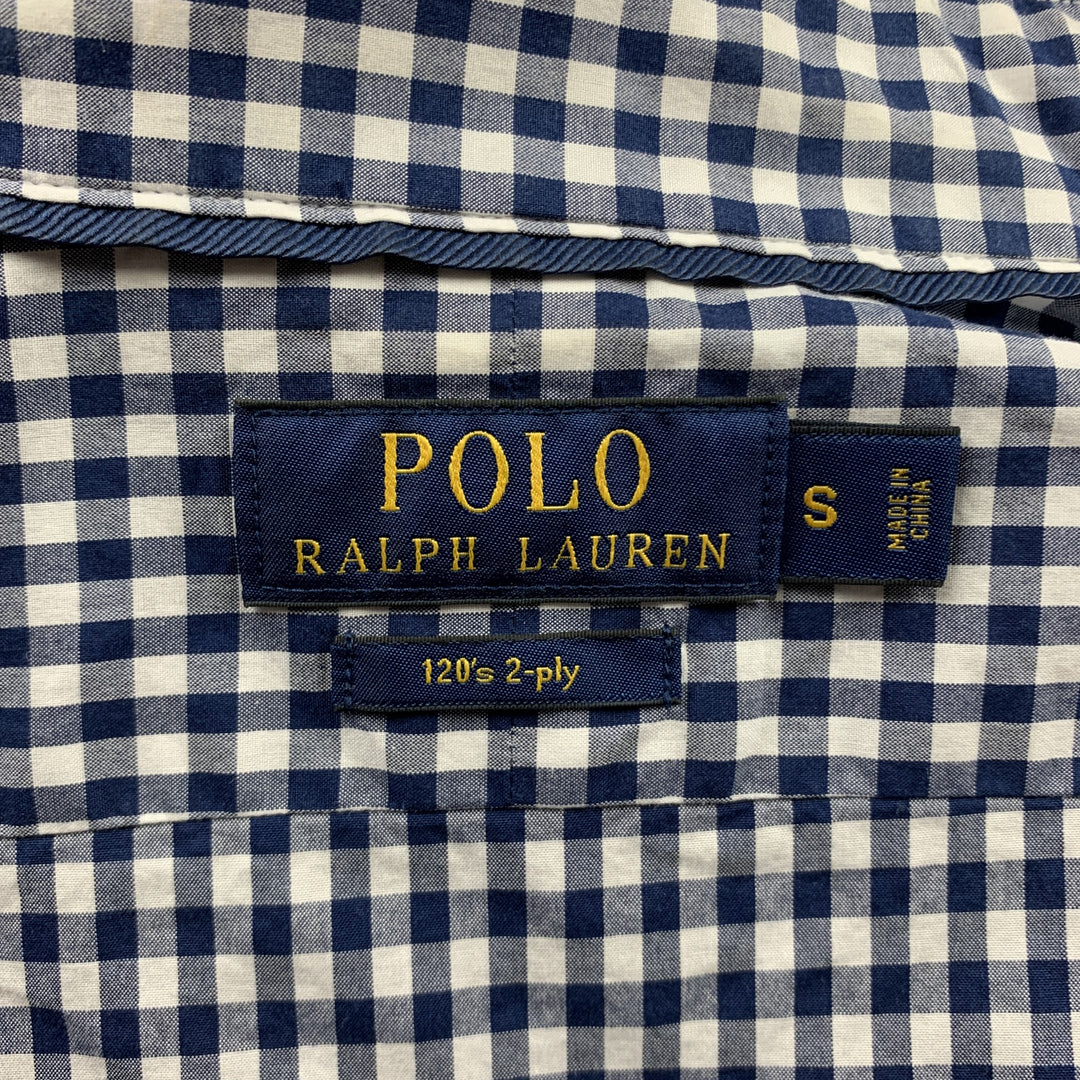 POLO
RALPH LAUREN
S
MADE IN
CHINA
120's 2-ply